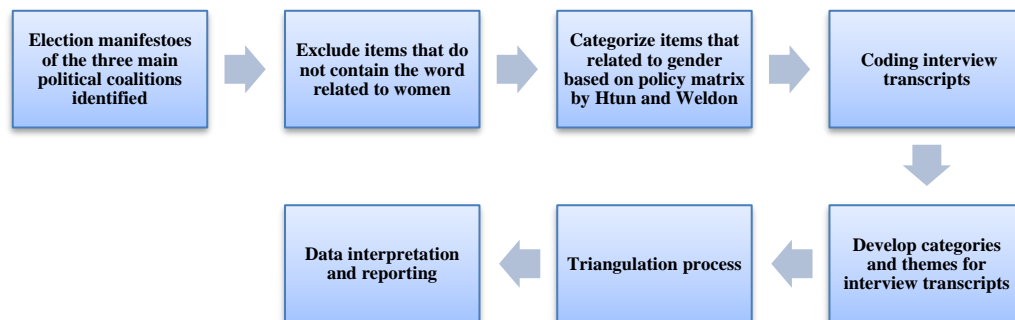 Election manifestoes
of the three main
political coalitions
identified
Exclude items that do
not contain the word
related to women
Categorize items that
related to gender
based on policy matrix
by Htun and Weldon
Coding interview
transcripts
Develop categories
and themes for
interview transcripts
Triangulation process
Data interpretation
and reporting